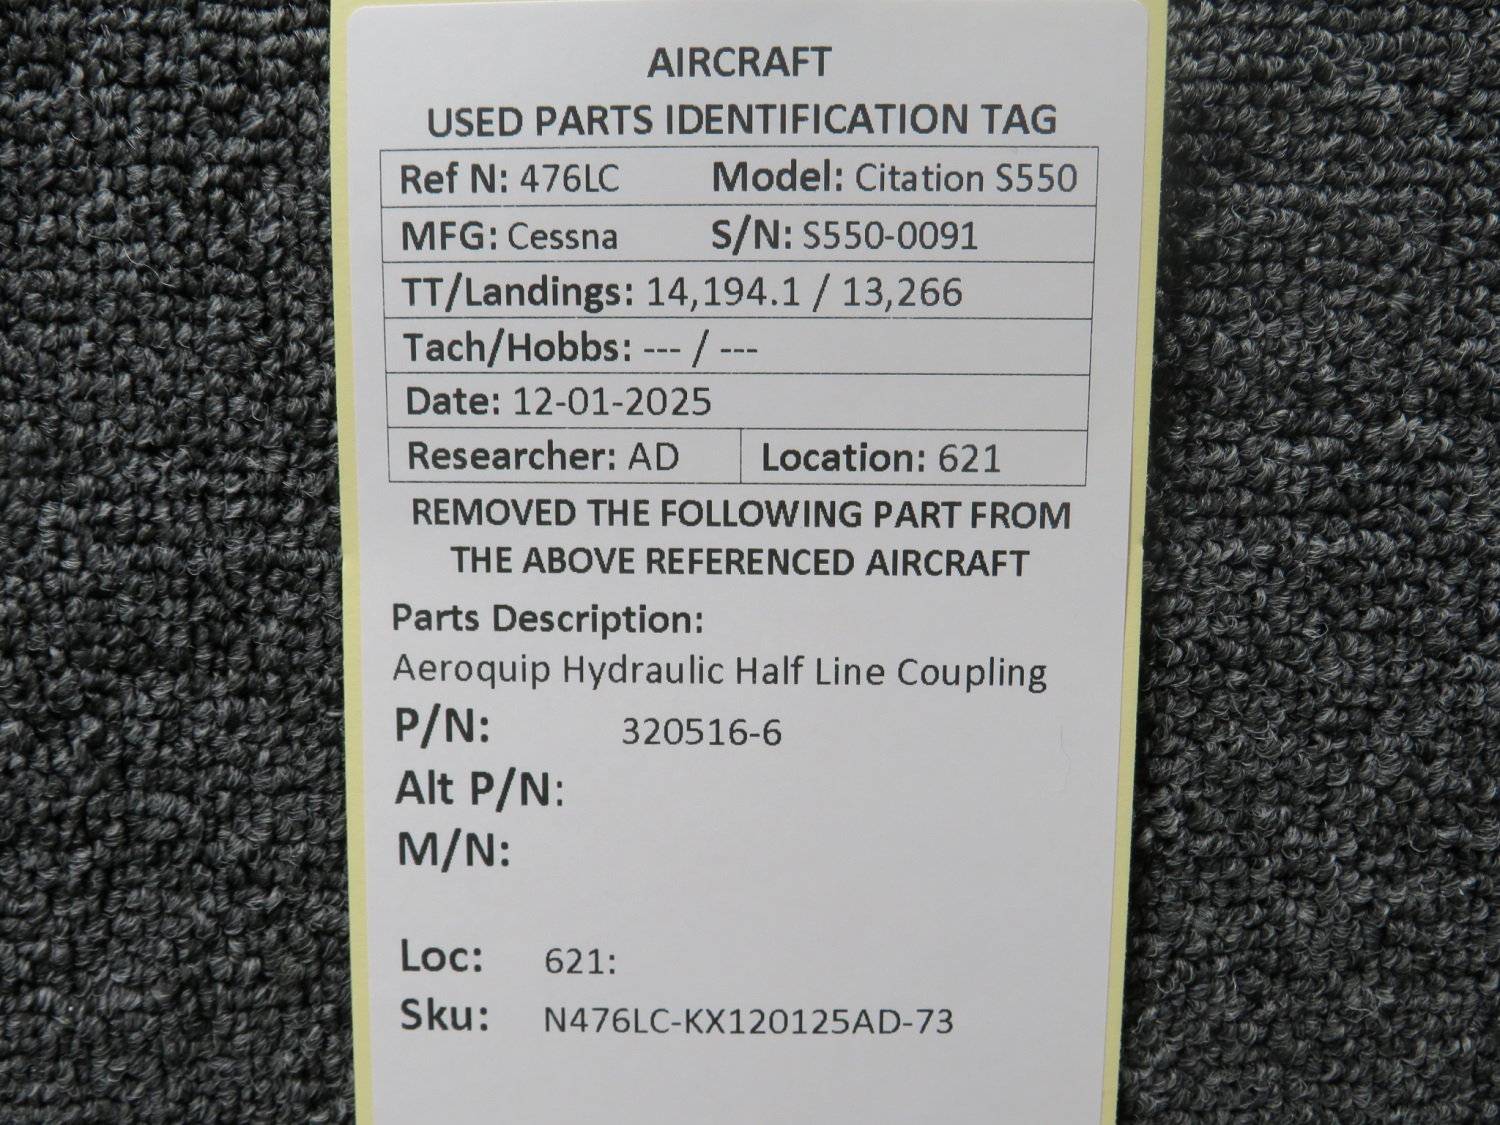 AIRCRAFT
USED PARTS IDENTIFICATION TAG
Ref N: 476LC Model: Citation S550
MFG: Cessna S/N: S550-0091
TT/Landings: 14,194.1 / 13,266
Tach/Hobbs: --- / ---
Date: 12-01-2025
Researcher: AD Location: 621
REMOVED THE FOLLOWING PART FROM
THE ABOVE REFERENCED AIRCRAFT
Parts Description:
Aeroquip Hydraulic Half Line Coupling
P/N: 320516-6
Alt P/N:
M/N:
Loc: 621:
Sku: N476LC-KX120125AD-73